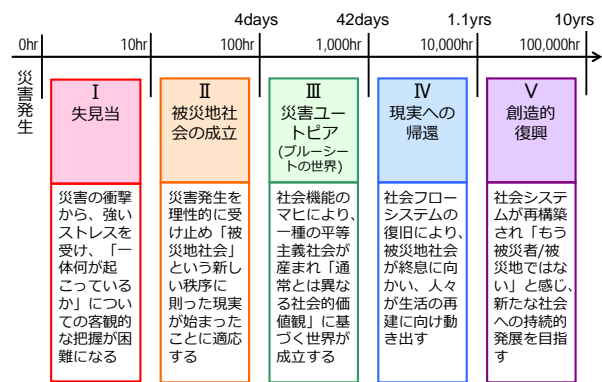 4days 42days 1.1yrs 10yrs
0hr 10hr 100hr 1,000hr 10,000hr 100,000hr
災害発生
Ⅰ
失見当
災害の衝撃
から、強い
ストレスを
受け、「一
体何が起
こっている
か」につい
ての客観的
な把握が困
難になる
Ⅱ
被災地社
会の成立
災害発生を
理性的に受
け止め「被
災地社会」
という新し
い秩序に
則った現実
が始まった
ことに適応
する
Ⅲ
災害ユー
トピア
(ブルーシー
トの世界)
社会機能の
マヒにより、
一種の平等
主義社会が
産まれ「通
常とは異な
る社会的価
値観」に基
づく世界が
成立する
Ⅳ
現実への
帰還
社会フロー
システムの
復旧により、
被災地社会
が終息に向
かい、人々
が生活の再
建に向け動
き出す
Ⅴ
創造的
復興
社会システ
ムが再構築
され「もう
被災者/被
災地ではな
い」と感じ、
新たな社会
への持続的
発展を目指
す